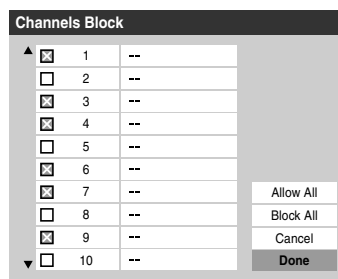 Channels Block
1 --
2 --
3 --
4 --
5 --
6 --
7 --
Allow All
8 --
Block All
9 --
Cancel
10 --
Done